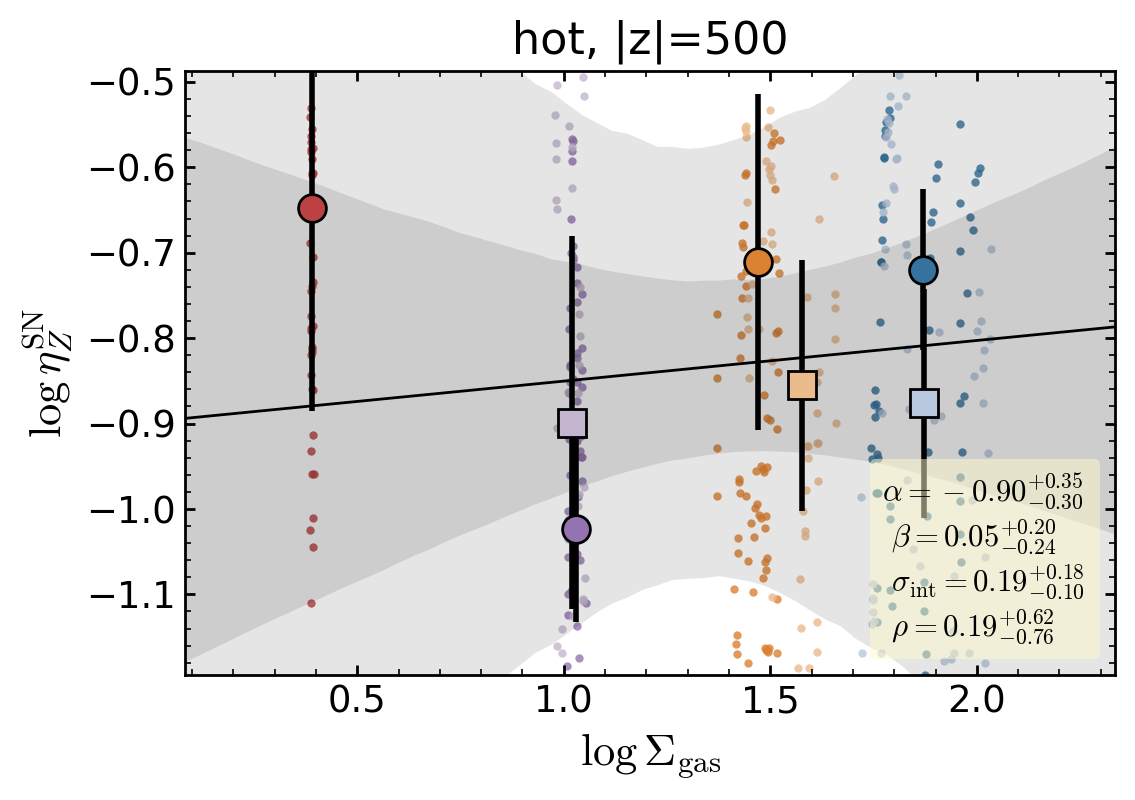 hot, |z|=500
log η_Z^SN
−0.5
−0.6
−0.7
−0.8
−0.9
−1.0
−1.1
α = −0.90^{+0.35}_{−0.30}
β = 0.05^{+0.20}_{−0.24}
σ_int = 0.19^{+0.18}_{−0.10}
ρ = 0.19^{+0.62}_{−0.76}
0.5 1.0 1.5 2.0
log Σ_gas